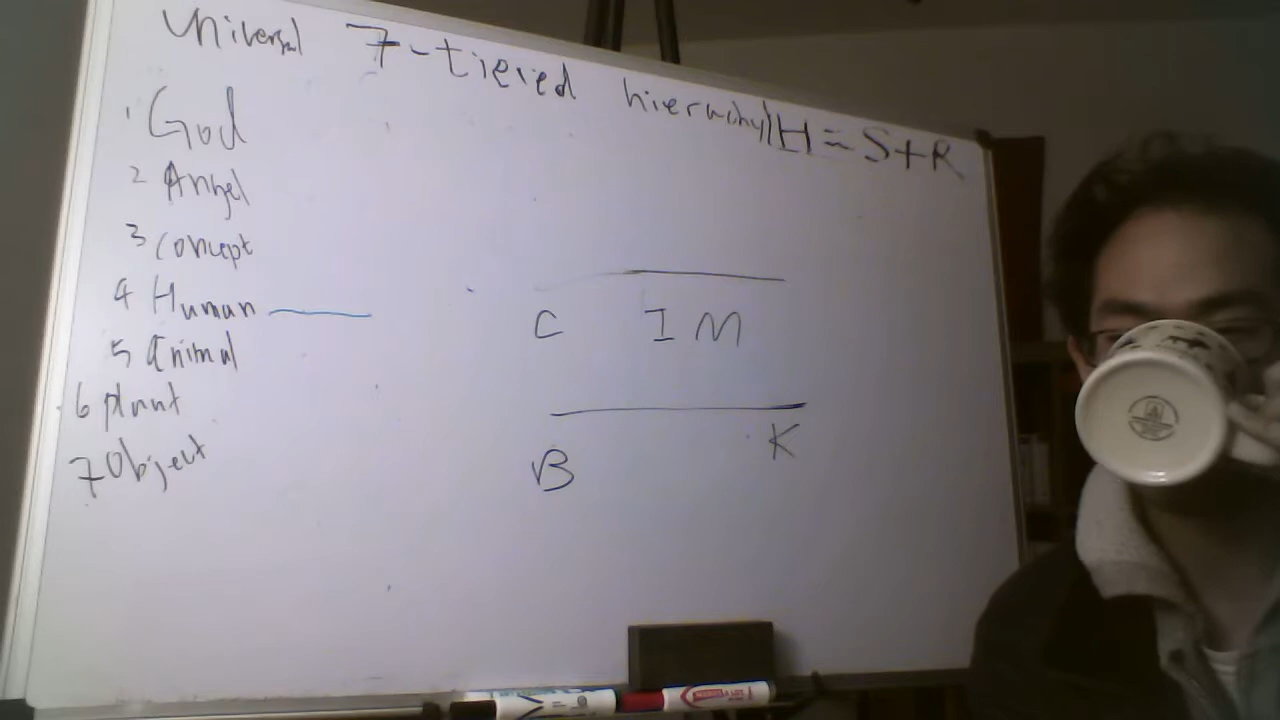 Universal 7-tiered hierarchy | H = S+R
1 God
2 Angel
3 concept
4 Human
5 Animal
6 plant
7 Object
C I M
B K